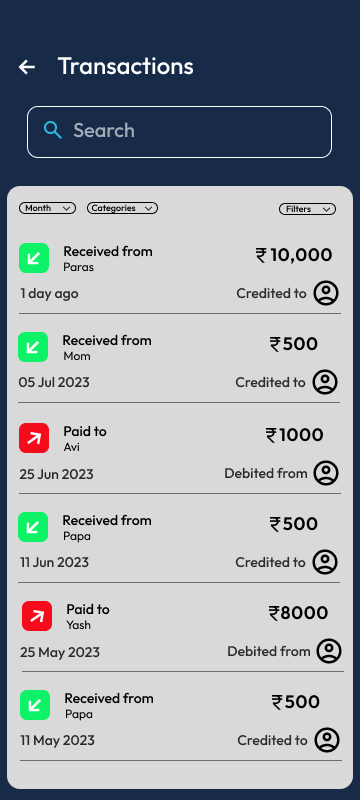 Transactions
Search
Month Categories Filters
Received from ₹10,000
Paras
1 day ago Credited to
Received from ₹500
Mom
05 Jul 2023 Credited to
Paid to ₹1000
Avi
25 Jun 2023 Debited from
Received from ₹500
Papa
11 Jun 2023 Credited to
Paid to ₹8000
Yash
25 May 2023 Debited from
Received from ₹500
Papa
11 May 2023 Credited to